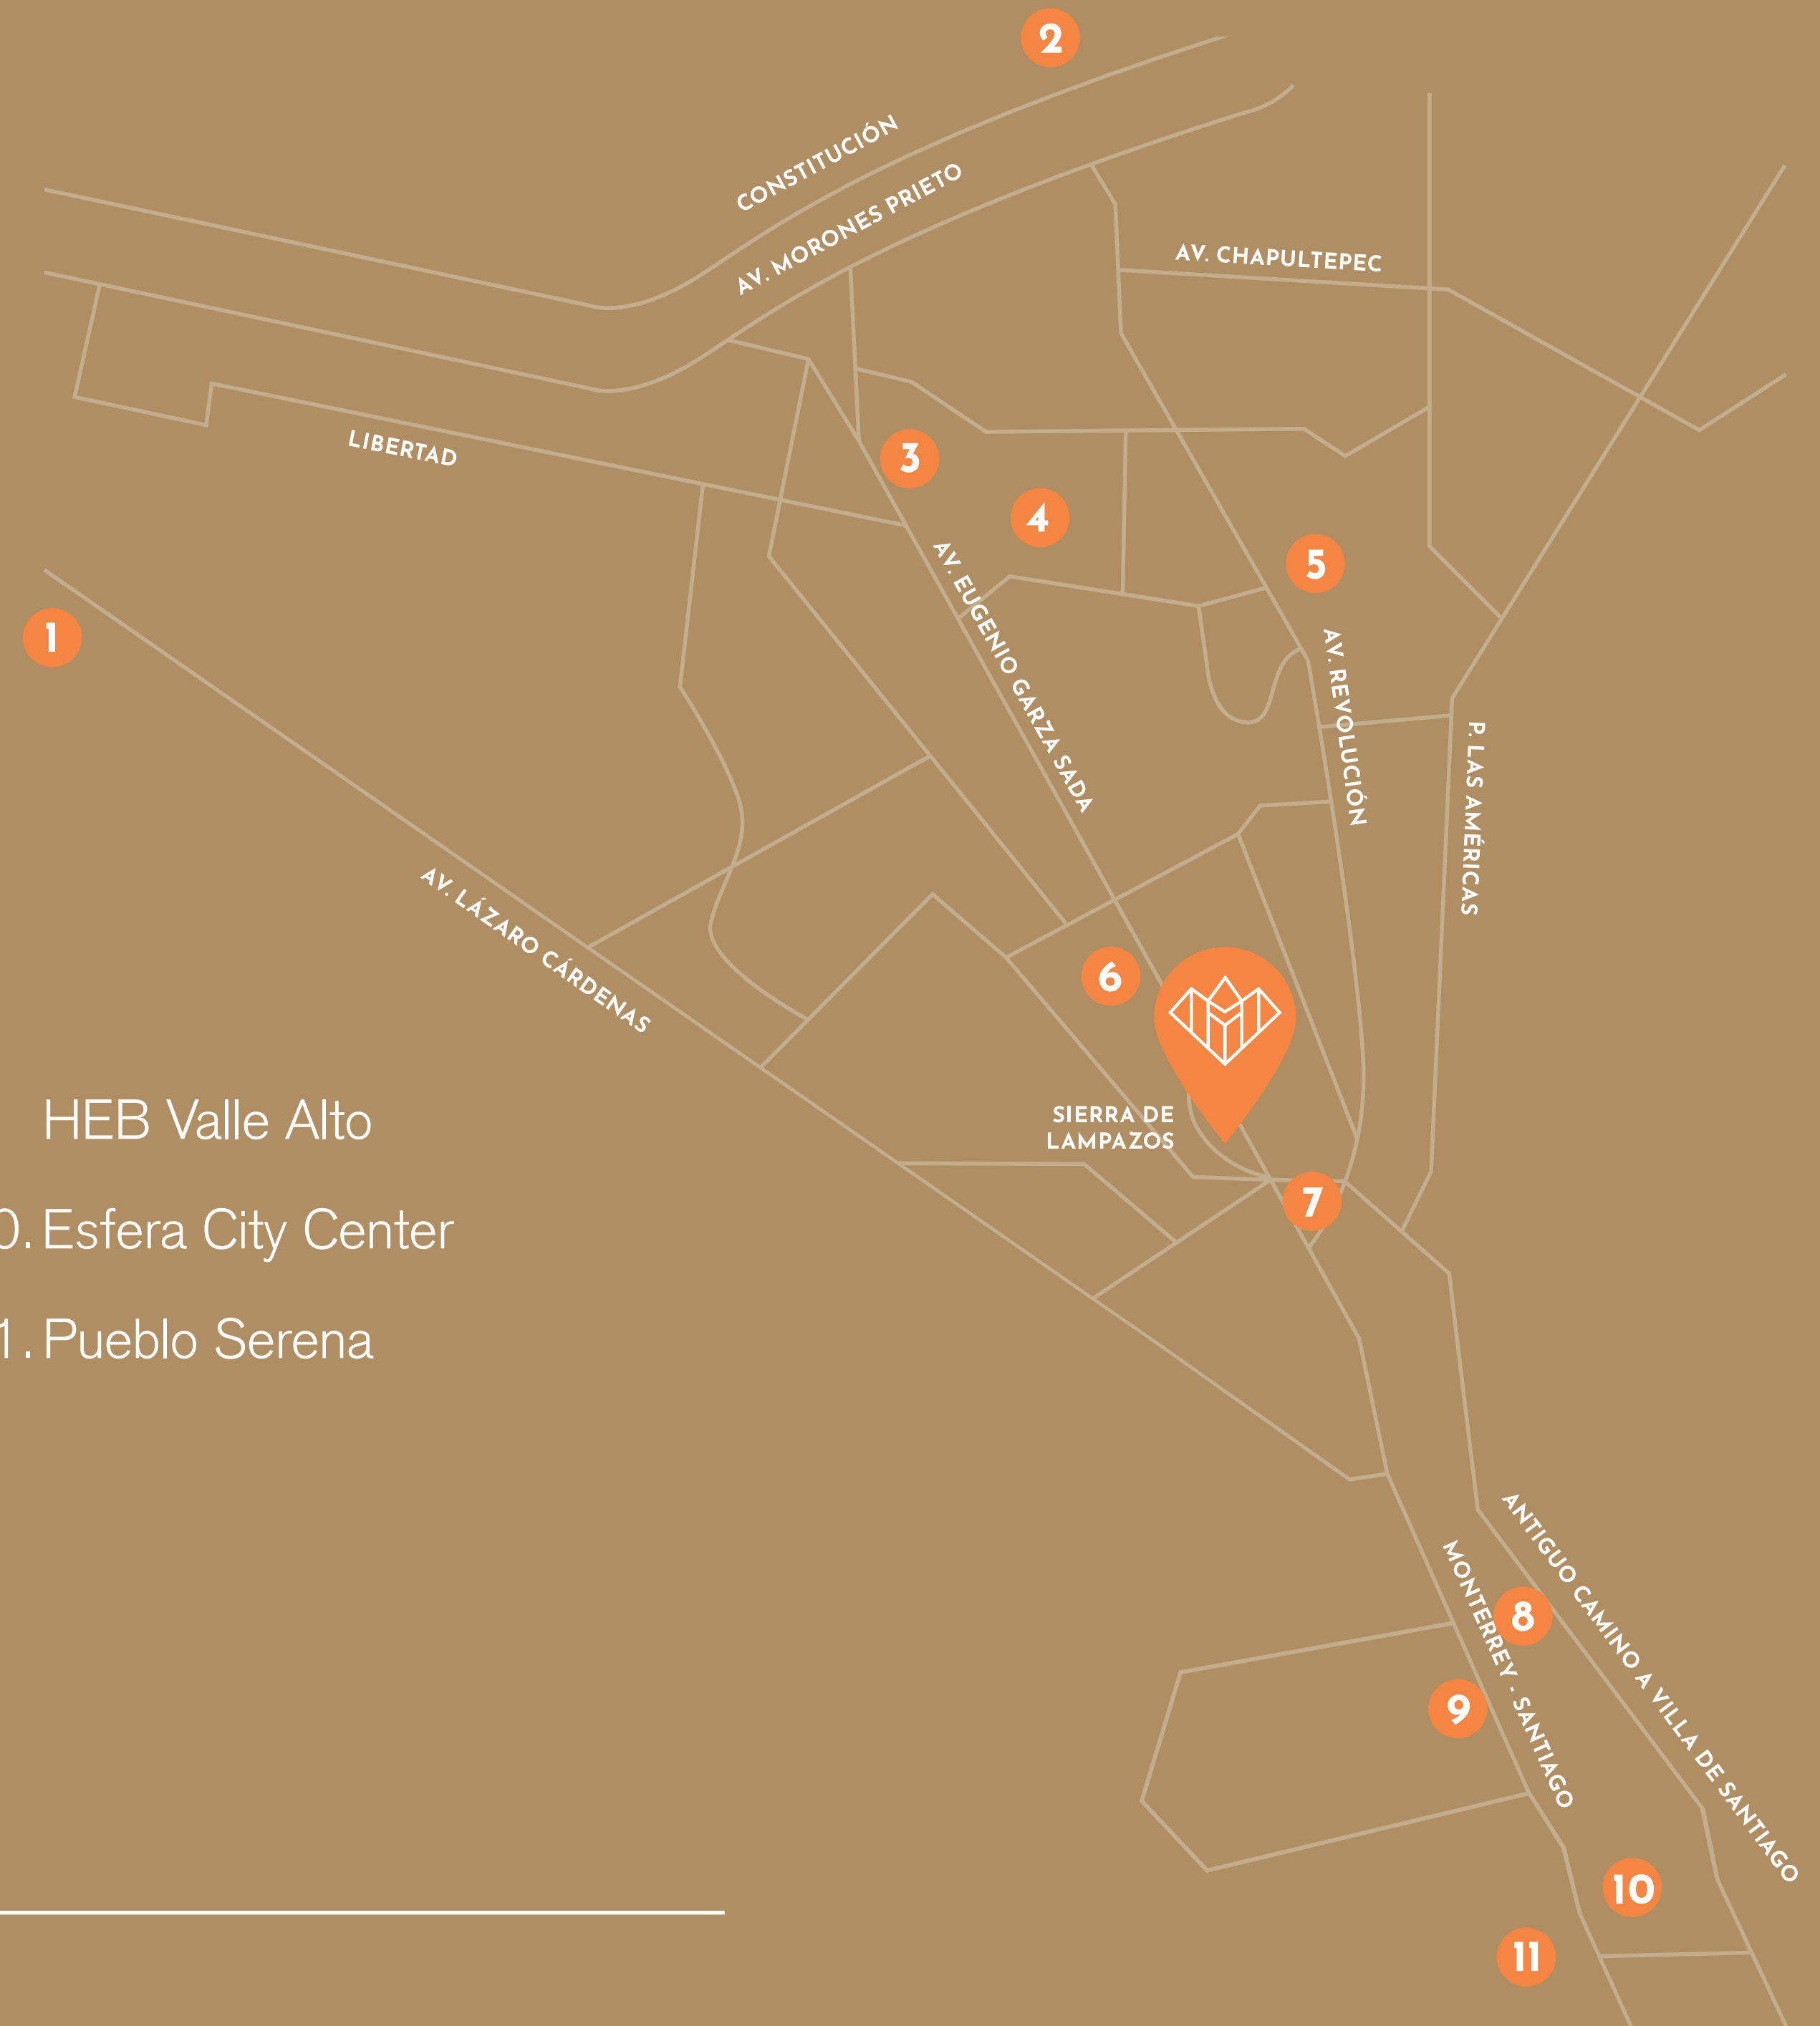 2
CONSTITUCIÓN
AV. MORONES PRIETO
AV. CHAPULTEPEC
LIBERTAD
3
4
5
1
AV. EUGENIO GARZA SADA
AV. REVOLUCIÓN
P. LAS AMÉRICAS
AV. LÁZARO CÁRDENAS
6
SIERRA DE
LAMPAZOS
7
HEB Valle Alto
0. Esfera City Center
1. Pueblo Serena
ANTIGUO CAMINO A VILLA DE SANTIAGO
MONTERREY - SANTIAGO
8
9
10
11